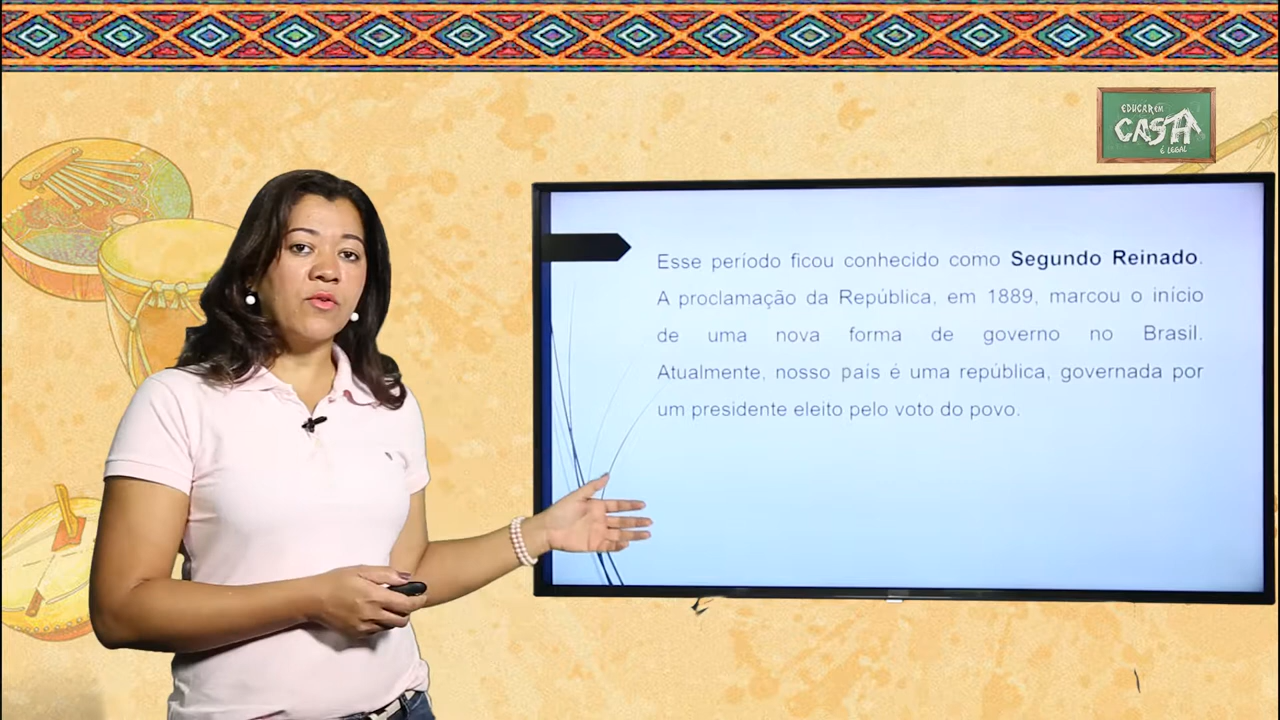 EDUCAR EM
CASA
É LEGAL
Esse período ficou conhecido como Segundo Reinado.
A proclamação da República, em 1889, marcou o início
de uma nova forma de governo no Brasil.
Atualmente, nosso país é uma república, governada por
um presidente eleito pelo voto do povo.